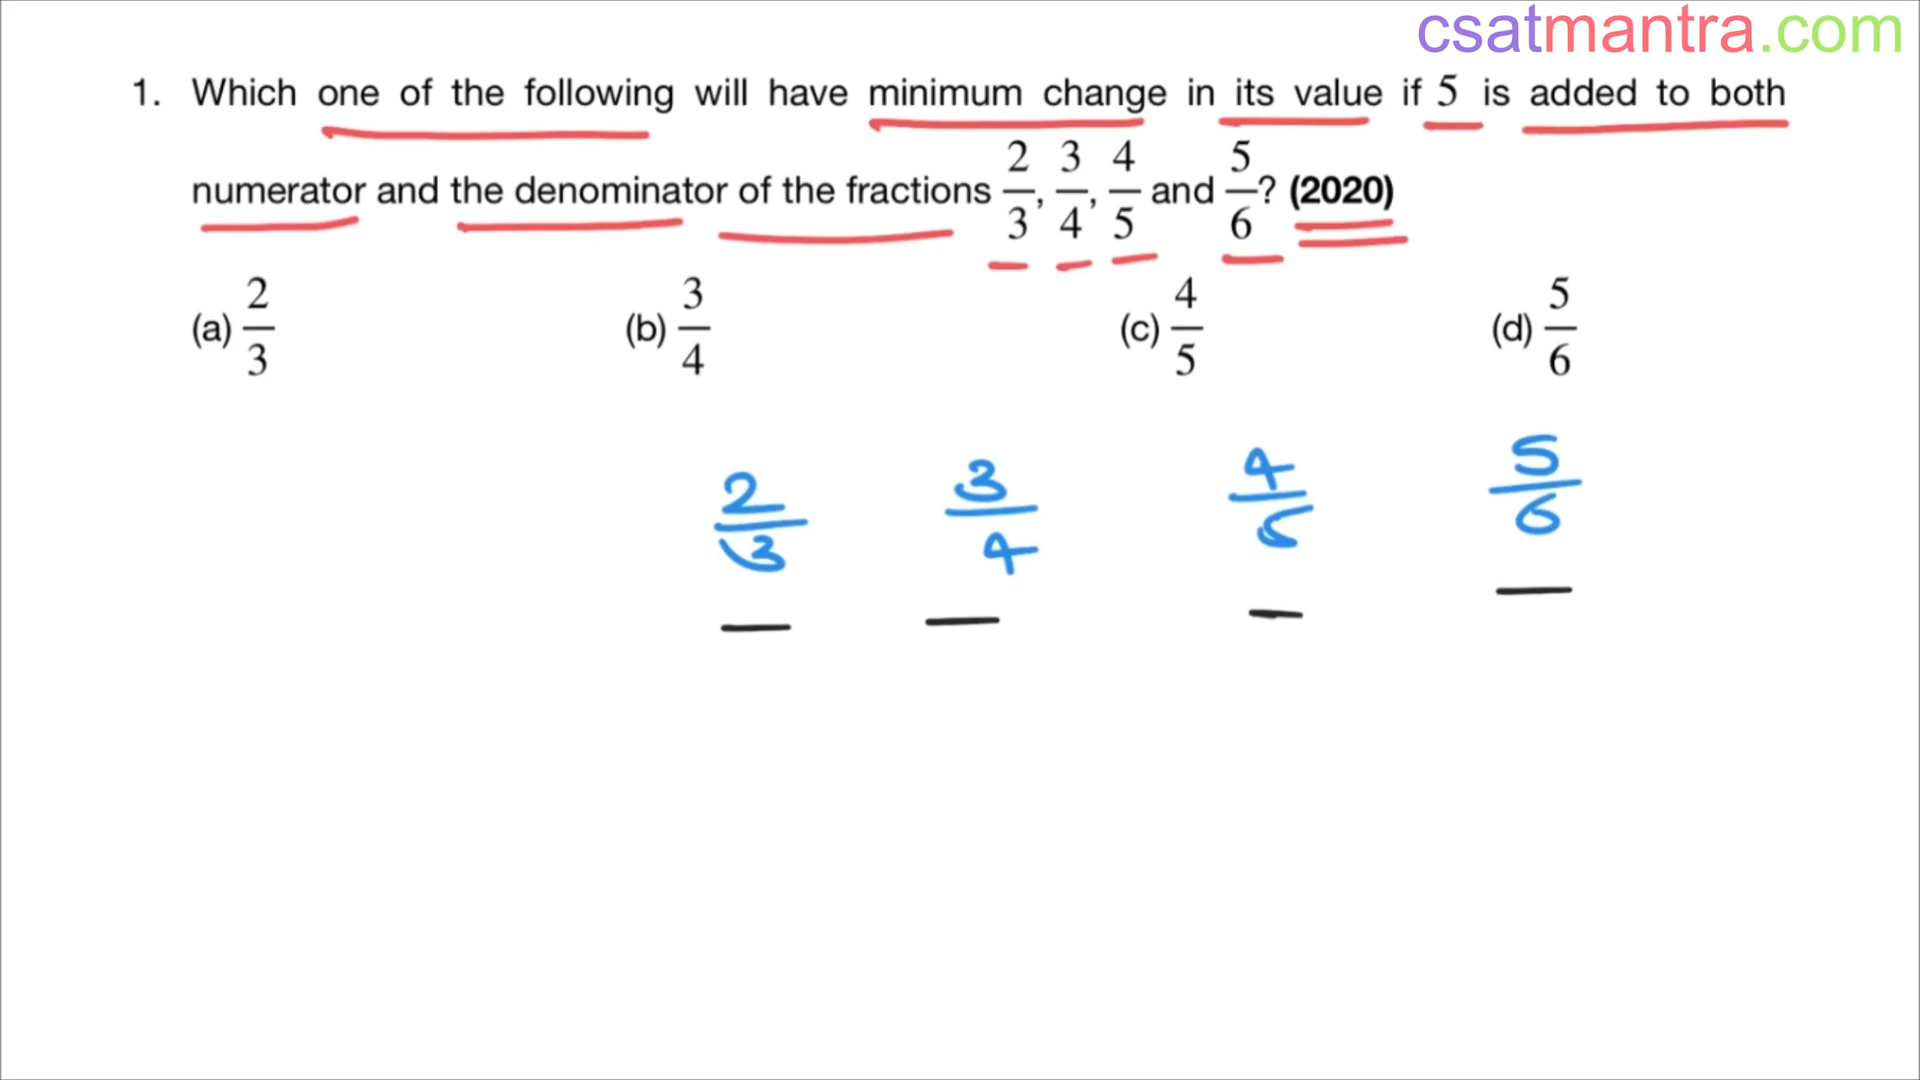 csatmantra.com
1. Which one of the following will have minimum change in its value if 5 is added to both
numerator and the denominator of the fractions 2/3, 3/4, 4/5 and 5/6? (2020)
(a) 2/3 (b) 3/4 (c) 4/5 (d) 5/6
2/3 3/4 4/5 5/6